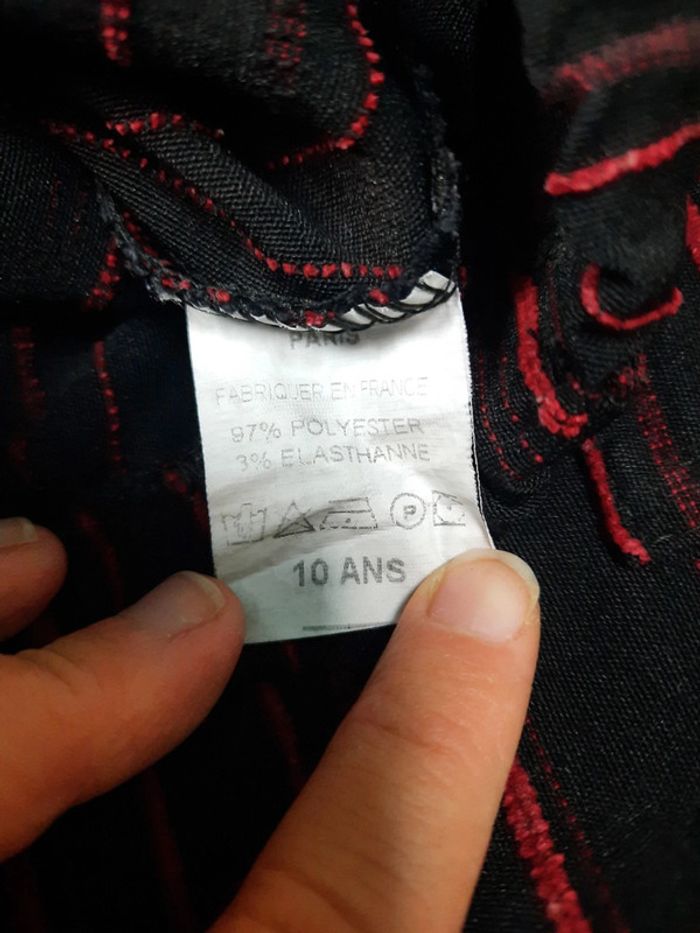 PARIS
FABRIQUER EN FRANCE
97% POLYESTER
3% ELASTHANNE
P
10 ANS